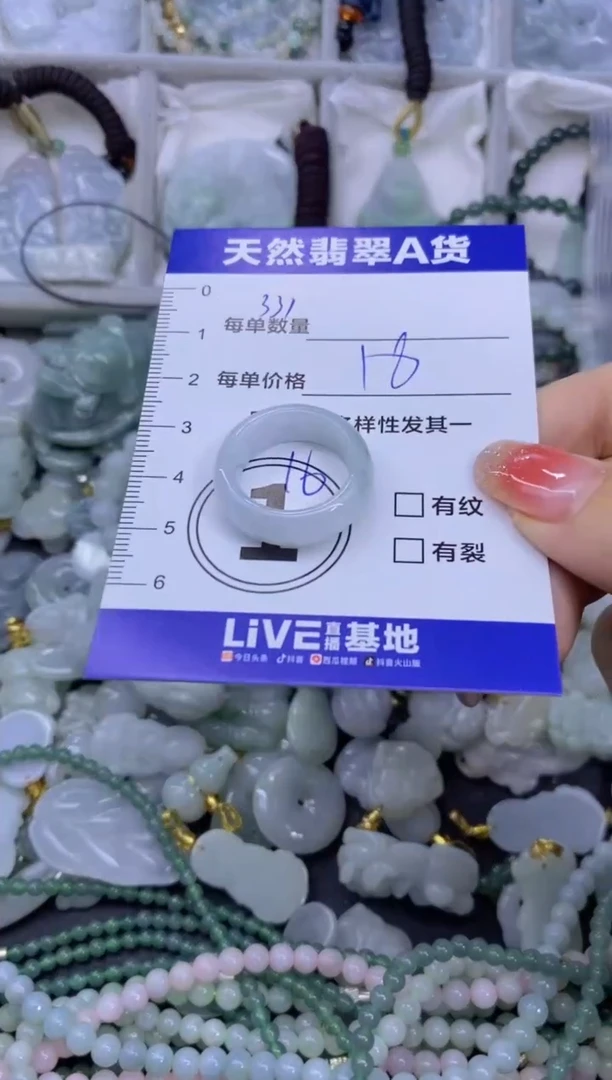 天然翡翠A货
0
1
2
3
4
5
6
331
每单数量
每单价格 18
样性发其一
16
1
有纹
有裂
LiVE直播基地
今日头条 抖音 西瓜视频 抖音火山版